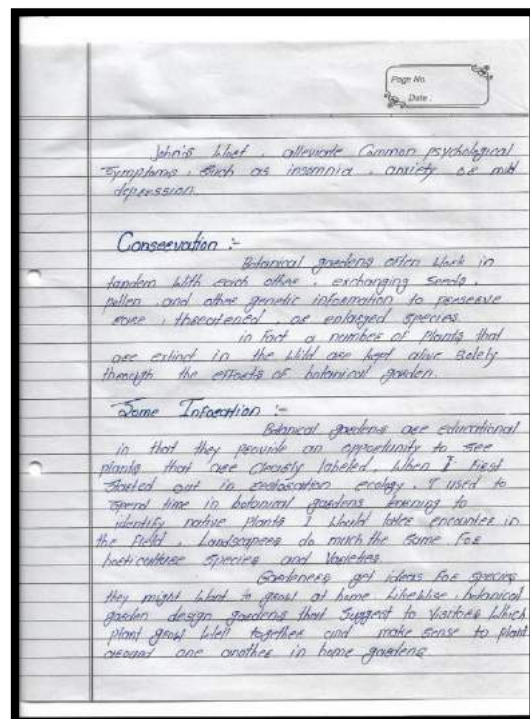 Page No.
Date :
John's Wort, alleviate Common psychological
symptoms, such as insomnia, anxiety or mild
depression.
Conservation :-
Botanical gardens often Work in
tandem With each other, exchanging Seeds,
pollen, and other genetic information to preserve
rare, threatened, or enlarged species.
in Fact a number of plants that
are extinct in the Wild are kept alive Solely
through the efforts of botanical garden.
Some Inforction :-
Botanical gardens are educational
in that they provide an opportunity to see
plants that are clearly labeled, When I First
Started out in restoration ecology, I used to
spend time in botanical gardens learning to
identify native plants I Would later encounter in
the Field, Landscapers do much the same For
horticulture Species and Varieties.
Gardeners get ideas For species
they might Want to grow at home Likewise, botanical
garden design gardens that Suggest to Visitors Which
plant grow Well together and make sense to plant
around one another in home gardens